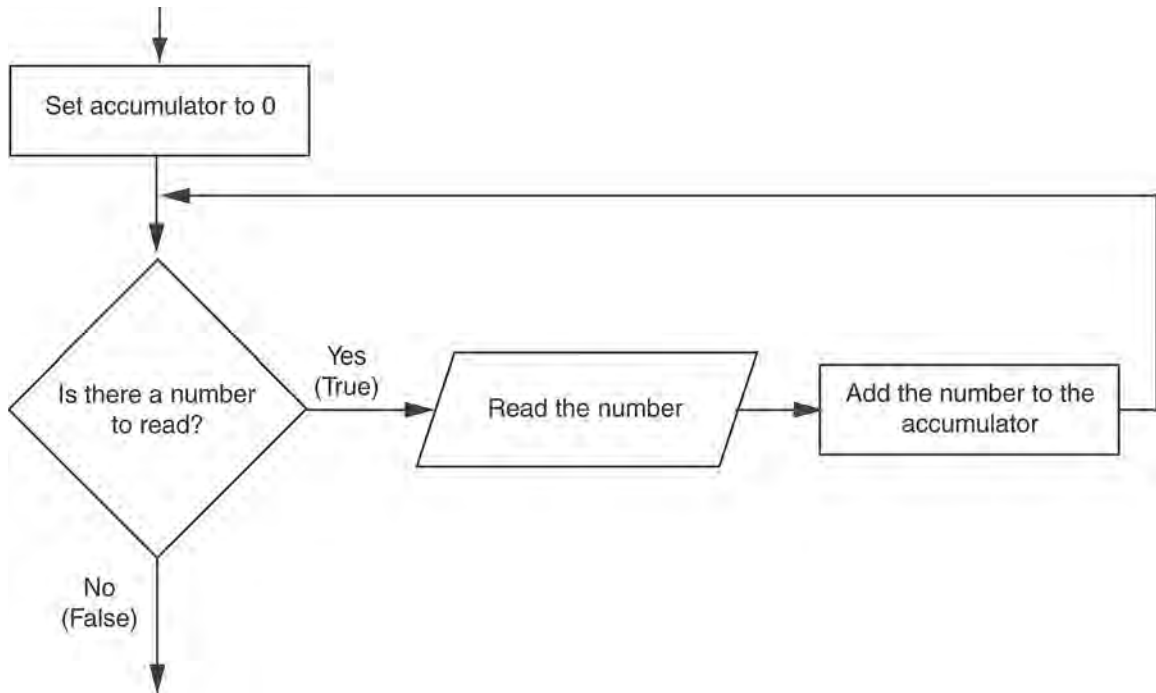 Set accumulator to 0
Is there a number
to read?
Yes
(True)
Read the number
Add the number to the
accumulator
No
(False)